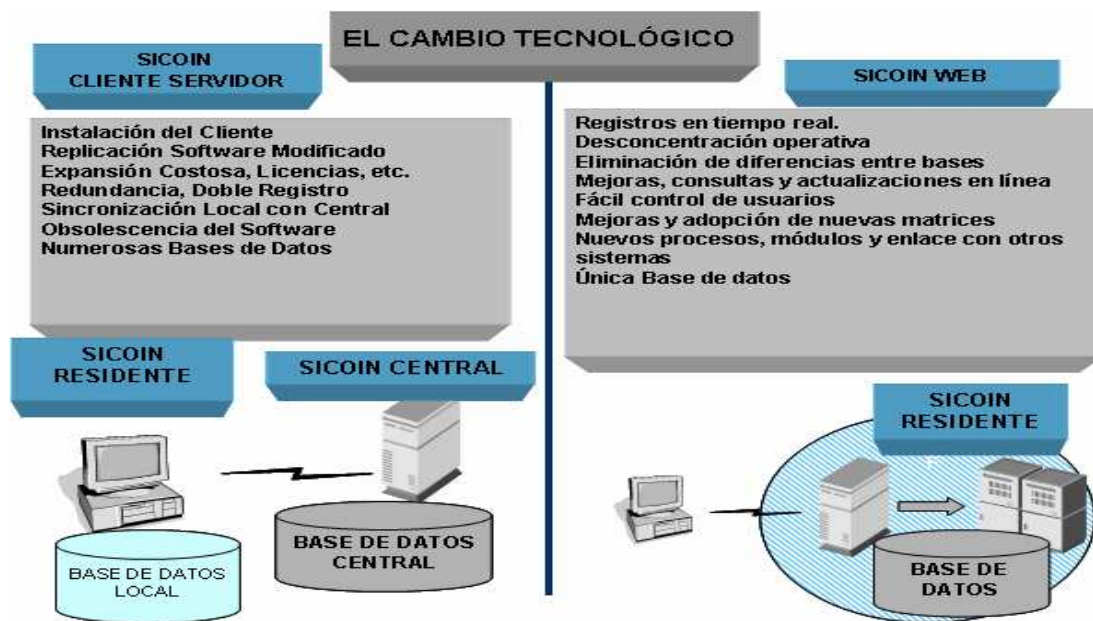 EL CAMBIO TECNOLÓGICO
SICOIN
CLIENTE SERVIDOR
Instalación del Cliente
Replicación Software Modificado
Expansión Costosa, Licencias, etc.
Redundancia, Doble Registro
Sincronización Local con Central
Obsolescencia del Software
Numerosas Bases de Datos
SICOIN
RESIDENTE
SICOIN CENTRAL
BASE DE DATOS
LOCAL
BASE DE DATOS
CENTRAL
SICOIN WEB
Registros en tiempo real.
Desconcentración operativa
Eliminación de diferencias entre bases
Mejoras, consultas y actualizaciones en línea
Fácil control de usuarios
Mejoras y adopción de nuevas matrices
Nuevos procesos, módulos y enlace con otros
sistemas
Única Base de datos
SICOIN
RESIDENTE
BASE DE
DATOS